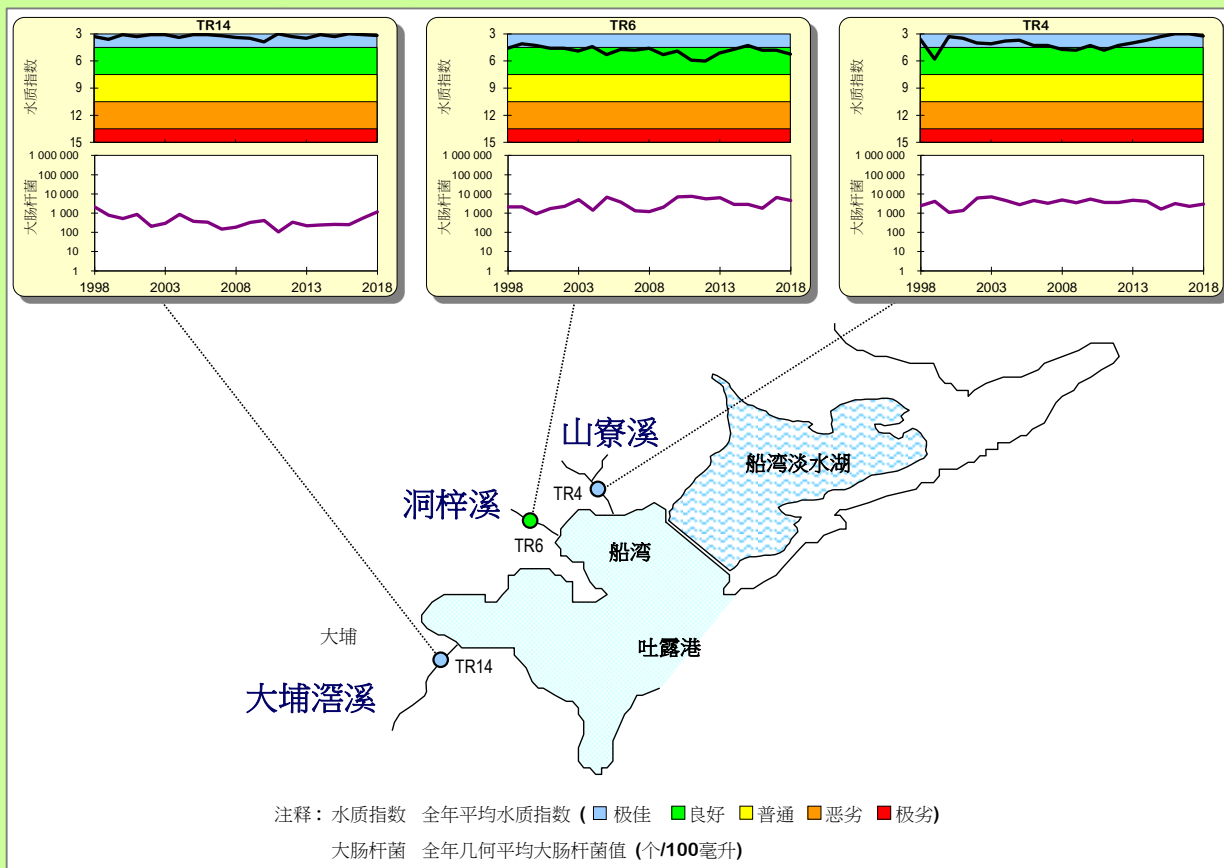 TR14
3
6
9
12
15
水质指数
1 000 000
100 000
10 000
1 000
100
10
1
大肠杆菌
1998 2003 2008 2013 2018
TR6
3
6
9
12
15
水质指数
1 000 000
100 000
10 000
1 000
100
10
1
大肠杆菌
1998 2003 2008 2013 2018
TR4
3
6
9
12
15
水质指数
1 000 000
100 000
10 000
1 000
100
10
1
大肠杆菌
1998 2003 2008 2013 2018
山寮溪
船湾淡水湖
TR4
洞梓溪
TR6
船湾
大埔
吐露港
TR14
大埔滘溪
注释: 水质指数 全年平均水质指数 ( 极佳 良好 普通 恶劣 极劣)
大肠杆菌 全年几何平均大肠杆菌值 (个/100毫升)